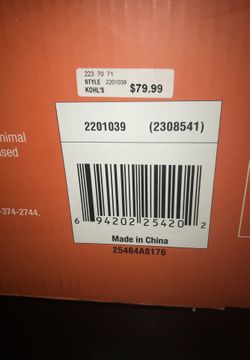 223 70 71
STYLE 2201039
KOHL'S $79.99
2201039 (2308541)
nimal
ised
-374-2744.
6 94202 25420 2
Made in China
25464A8176